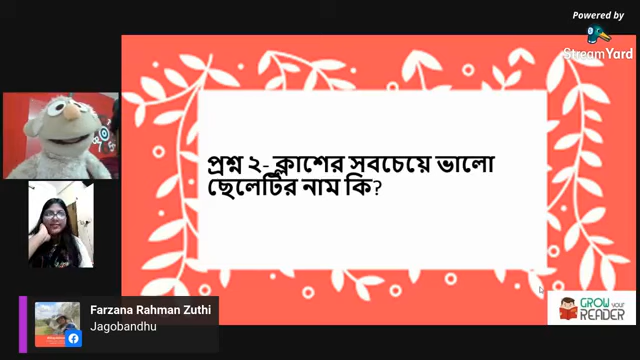 Powered by
StreamYard
প্রশ্ন ২- ক্লাশের সবচেয়ে ভালো
ছেলেটির নাম কি?
Farzana Rahman Zuthi
Jagobandhu
GROW YOUR
READER